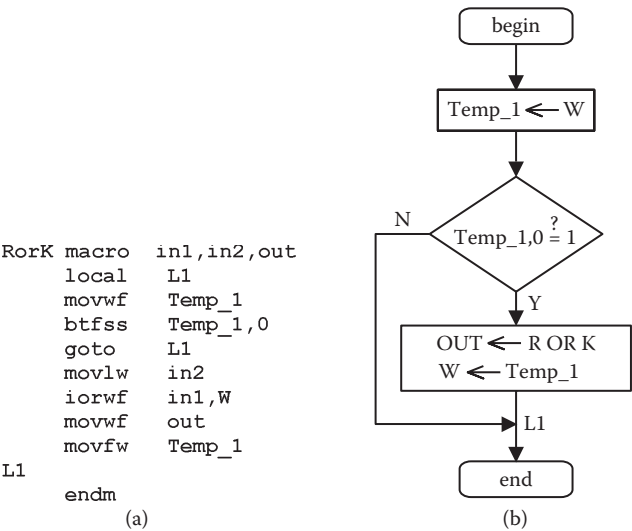 RorK macro in1,in2,out
local L1
movwf Temp_1
btfss Temp_1,0
goto L1
movlw in2
iorwf in1,W
movwf out
movfw Temp_1
L1
endm
(a)
begin
Temp_1 ← W
N
Temp_1,0 ≟ 1
Y
OUT ← R OR K
W ← Temp_1
L1
end
(b)